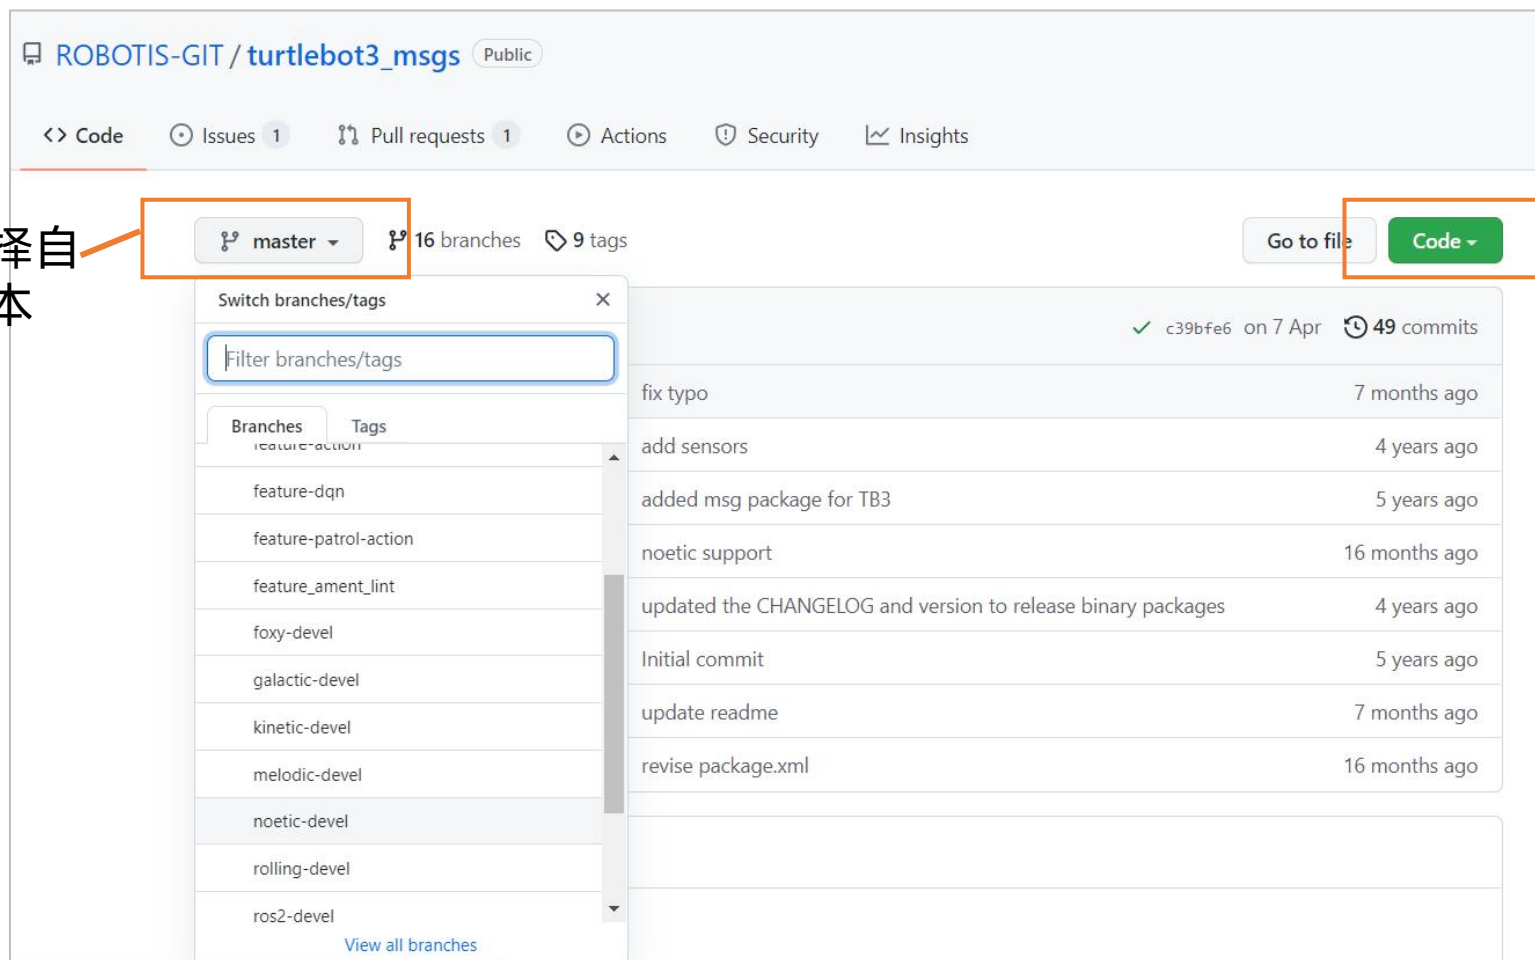 ROBOTIS-GIT / turtlebot3_msgs Public
Code Issues 1 Pull requests 1 Actions Security Insights
择自
本
master 16 branches 9 tags Go to file Code
Switch branches/tags
c39bfe6 on 7 Apr 49 commits
Filter branches/tags
fix typo 7 months ago
Branches Tags
feature-action
add sensors 4 years ago
feature-dqn
added msg package for TB3 5 years ago
feature-patrol-action
noetic support 16 months ago
feature_ament_lint
updated the CHANGELOG and version to release binary packages 4 years ago
foxy-devel
Initial commit 5 years ago
galactic-devel
update readme 7 months ago
kinetic-devel
melodic-devel
revise package.xml 16 months ago
noetic-devel
rolling-devel
ros2-devel
View all branches